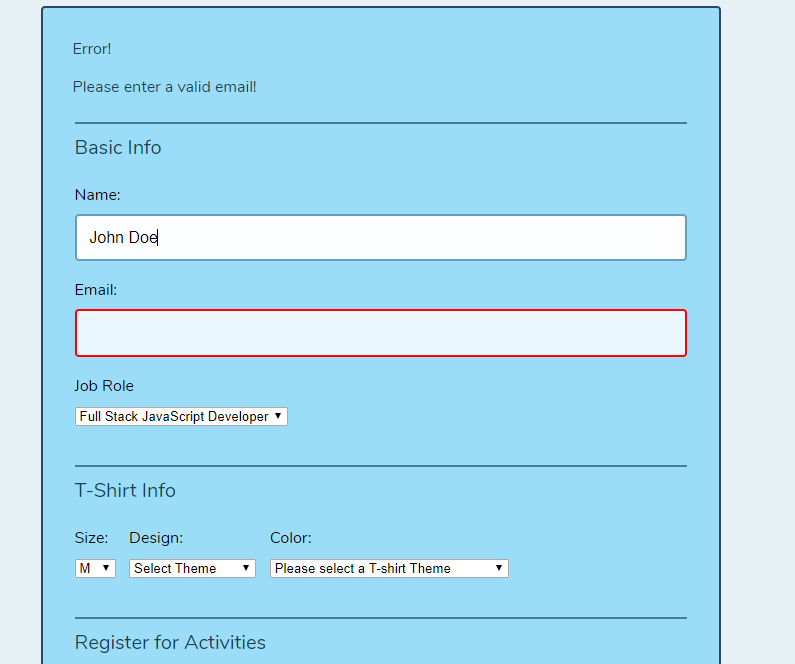 Error!
Please enter a valid email!
Basic Info
Name:
John Doe
Email:
Job Role
Full Stack JavaScript Developer
T-Shirt Info
Size: Design: Color:
M Select Theme Please select a T-shirt Theme
Register for Activities